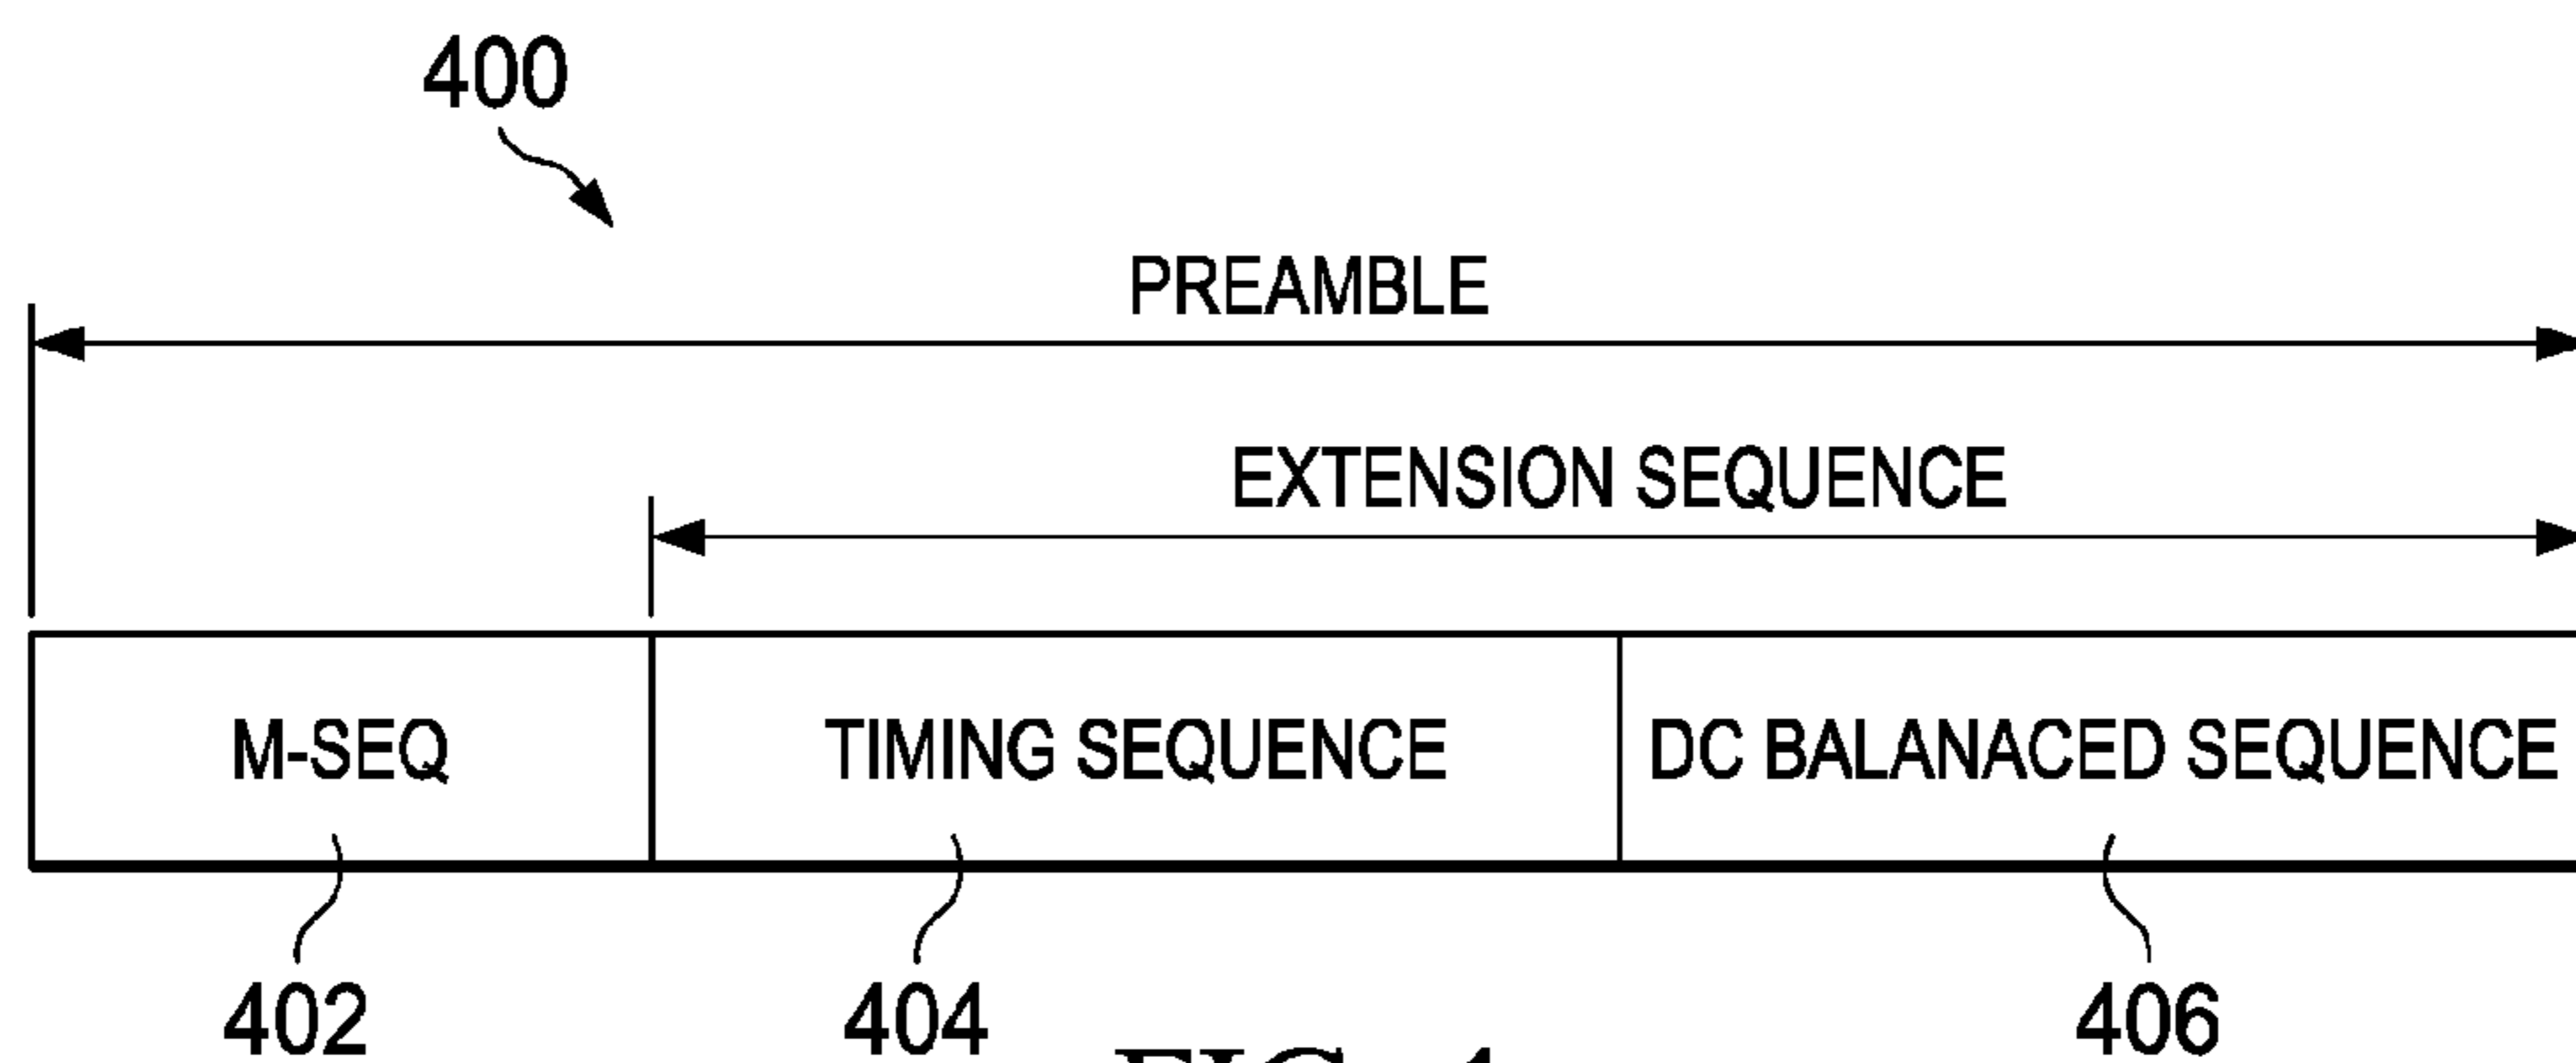 400
PREAMBLE
EXTENSION SEQUENCE
M-SEQ
TIMING SEQUENCE
DC BALANACED SEQUENCE
402
404
406